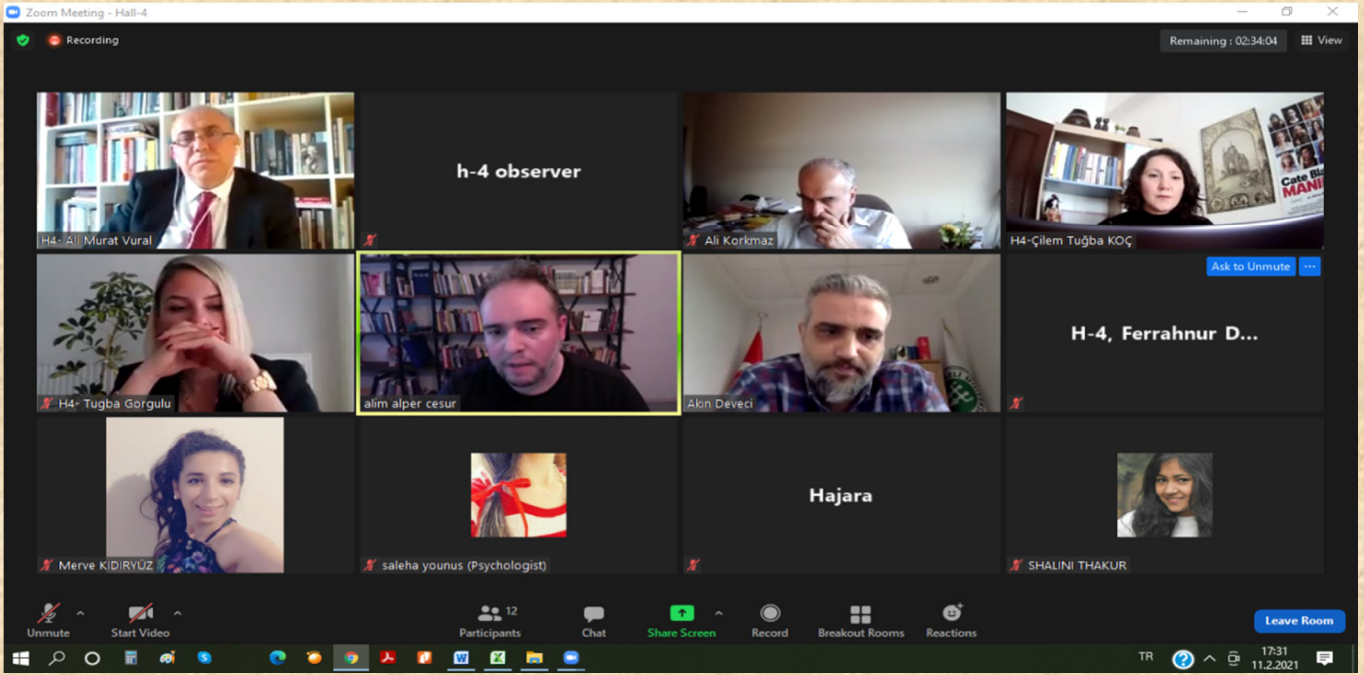 Zoom Meeting - Hall-4
Recording
Remaining : 02:34:04
View
H4- Ali Murat Vural
h-4 observer
Ali Korkmaz
Cate Bla
MANI
H4-Çilem Tuğba KOÇ
H4- Tugba Gorgulu
alim alper cesur
Akın Deveci
Ask to Unmute
...
H-4, Ferrahnur D...
Merve KIDIRYÜZ
saleha younus (Psychologist)
Hajara
SHALINI THAKUR
Unmute
Start Video
12
Participants
Chat
Share Screen
Record
Breakout Rooms
Reactions
Leave Room
TR
17:31
11.2.2021